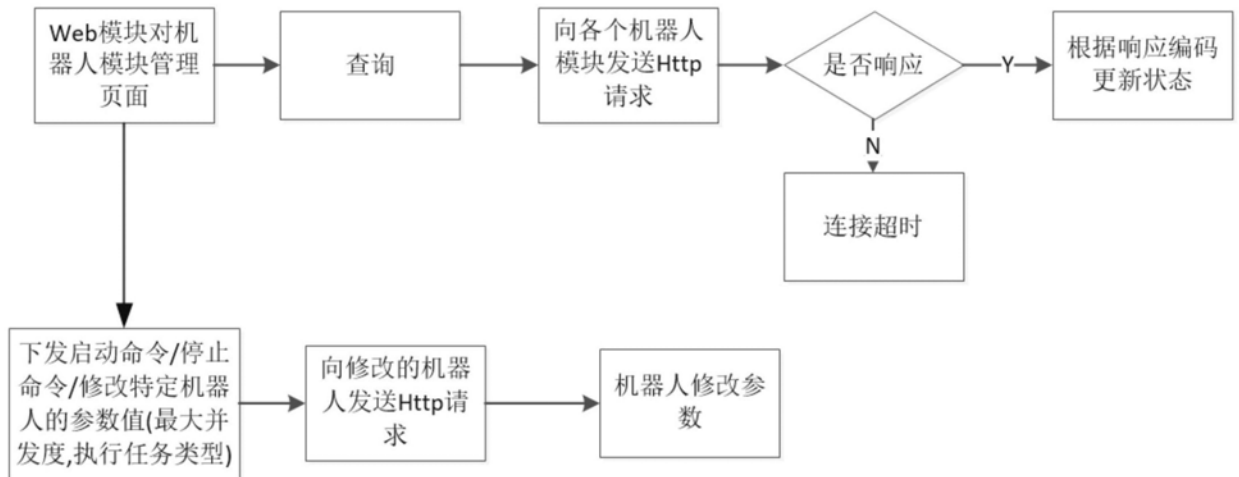 Web模块对机
器人模块管理
页面
查询
向各个机器人
模块发送Http
请求
是否响应
Y
根据响应编码
更新状态
N
连接超时
下发启动命令/停止
命令/修改特定机器
人的参数值(最大并
发度,执行任务类型)
向修改的机器
人发送Http请
求
机器人修改参
数